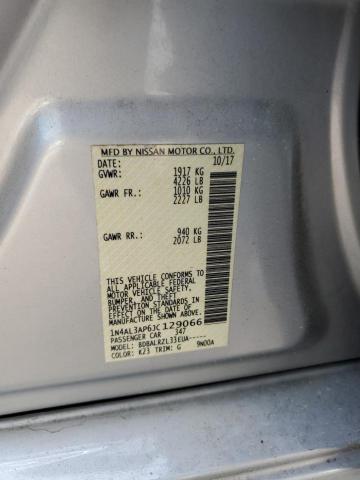 MFD BY NISSAN MOTOR CO., LTD.
DATE: 10/17
GVWR: 1917 KG
4226 LB
GAWR FR: 1010 KG
2227 LB
GAWR RR: 940 KG
2072 LB
THIS VEHICLE CONFORMS TO
ALL APPLICABLE FEDERAL
MOTOR VEHICLE SAFETY,
BUMPER, AND THEFT
PREVENTION STANDARDS
IN EFFECT ON THE DATE OF
MANUFACTURE SHOWN ABOVE.
1N4AL3AP6JC129066
PASSENGER CAR 347
MODEL: BDBALRZL33EUA-----
COLOR: K23 TRIM: G 9N00A